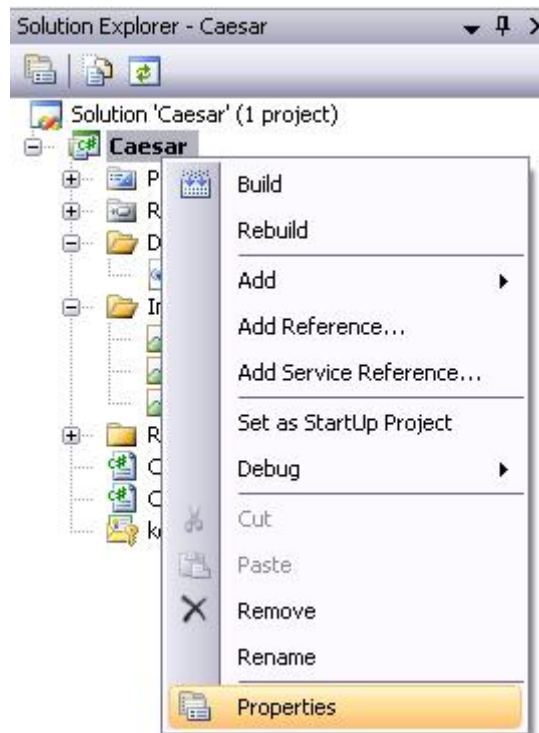 Solution Explorer - Caesar
Solution 'Caesar' (1 project)
Caesar
P
R
D
R
C
C
Build
Rebuild
Add
Add Reference...
Add Service Reference...
Set as StartUp Project
Debug
Cut
Paste
Remove
Rename
Properties